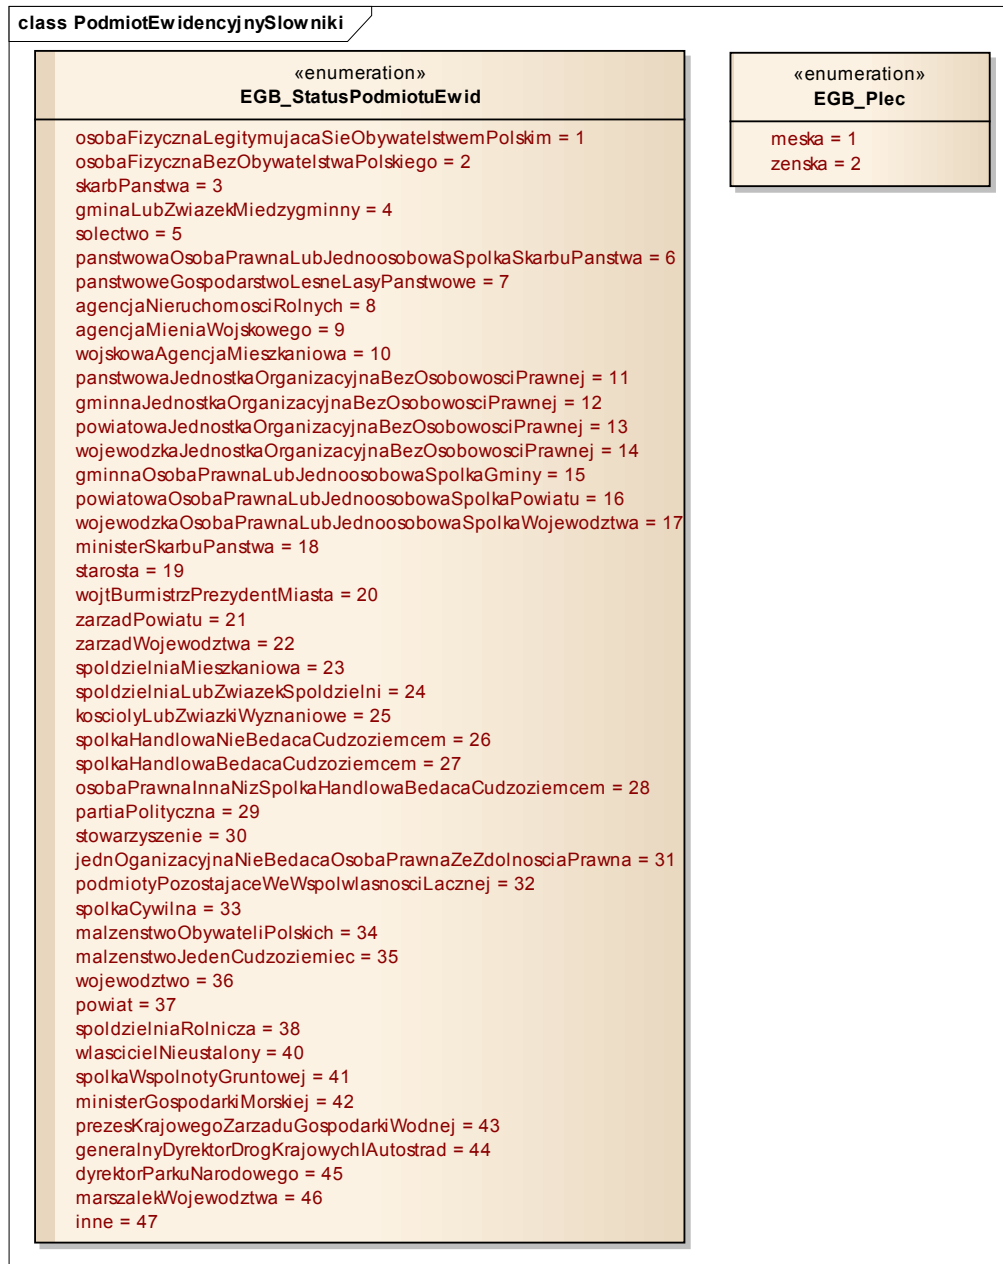 class PodmiotEwidencyjnySlowniki
«enumeration»
EGB_StatusPodmiotuEwid
osobaFizycznaLegitymujacaSieObywatelstwemPolskim = 1
osobaFizycznaBezObywatelstwaPolskiego = 2
skarbPanstwa = 3
gminaLubZwiazekMiedzygminny = 4
solectwo = 5
panstwowaOsobaPrawnaLubJednoosobowaSpolkaSkarbuPanstwa = 6
panstwoweGospodarstwoLesneLasyPanstwowe = 7
agencjaNieruchomosciRolnych = 8
agencjaMieniaWojskowego = 9
wojskowaAgencjaMieszkaniowa = 10
panstwowaJednostkaOrganizacyjnaBezOsobowosciPrawnej = 11
gminnaJednostkaOrganizacyjnaBezOsobowosciPrawnej = 12
powiatowaJednostkaOrganizacyjnaBezOsobowosciPrawnej = 13
wojewodzkaJednostkaOrganizacyjnaBezOsobowosciPrawnej = 14
gminnaOsobaPrawnaLubJednoosobowaSpolkaGminy = 15
powiatowaOsobaPrawnaLubJednoosobowaSpolkaPowiatu = 16
wojewodzkaOsobaPrawnaLubJednoosobowaSpolkaWojewodztwa = 17
ministerSkarbuPanstwa = 18
starosta = 19
wojtBurmistrzPrezydentMiasta = 20
zarzadPowiatu = 21
zarzadWojewodztwa = 22
spoldzielniaMieszkaniowa = 23
spoldzielniaLubZwiazekSpoldzielni = 24
kosciolyLubZwiazkiWyznaniowe = 25
spolkaHandlowaNieBedacaCudzoziemcem = 26
spolkaHandlowaBedacaCudzoziemcem = 27
osobaPrawnaInnaNizSpolkaHandlowaBedacaCudzoziemcem = 28
partiaPolityczna = 29
stowarzyszenie = 30
jednOganizacyjnaNieBedacaOsobaPrawnaZeZdolnosciaPrawna = 31
podmiotyPozostajaceWeWspolwlasnosciLacznej = 32
spolkaCywilna = 33
malzenstwoObywateliPolskich = 34
malzenstwoJedenCudzoziemiec = 35
wojewodztwo = 36
powiat = 37
spoldzielniaRolnicza = 38
wlascicielNieustalony = 40
spolkaWspolnotyGruntowej = 41
ministerGospodarkiMorskiej = 42
prezesKrajowegoZarzaduGospodarkiWodnej = 43
generalnyDyrektorDrogKrajowychIAutostrad = 44
dyrektorParkuNarodowego = 45
marszalekWojewodztwa = 46
inne = 47
«enumeration»
EGB_Plec
meska = 1
zenska = 2